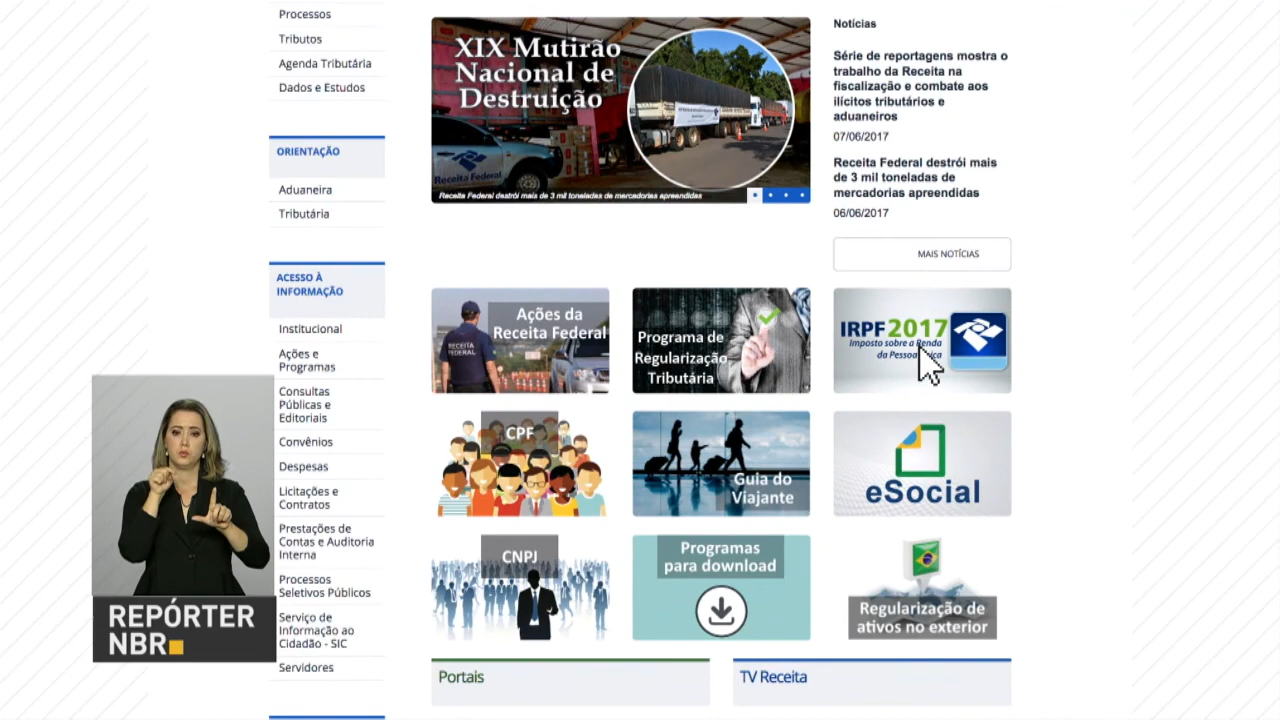 Processos
Tributos
Agenda Tributária
Dados e Estudos
ORIENTAÇÃO
Aduaneira
Tributária
ACESSO À
INFORMAÇÃO
Institucional
Ações e
Programas
Consultas
Públicas e
Editoriais
Convênios
Despesas
Licitações e
Contratos
Prestações de
Contas e Auditoria
Interna
Processos
Seletivos Públicos
Serviço de
Informação ao
Cidadão - SIC
Servidores
XIX Mutirão
Nacional de
Destruição
Receita Federal
Receita Federal destrói mais de 3 mil toneladas de mercadorias apreendidas
Notícias
Série de reportagens mostra o
trabalho da Receita na
fiscalização e combate aos
ilícitos tributários e
aduaneiros
07/06/2017
Receita Federal destrói mais
de 3 mil toneladas de
mercadorias apreendidas
06/06/2017
MAIS NOTÍCIAS
Ações da
Receita Federal
RECEITA
FEDERAL
Programa de
Regularização
Tributária
IRPF 2017
Imposto sobre a Renda
da Pessoa
CPF
Guia do
Viajante
eSocial
CNPJ
Programas
para download
Regularização de
ativos no exterior
Portais
TV Receita
REPÓRTER
NBR